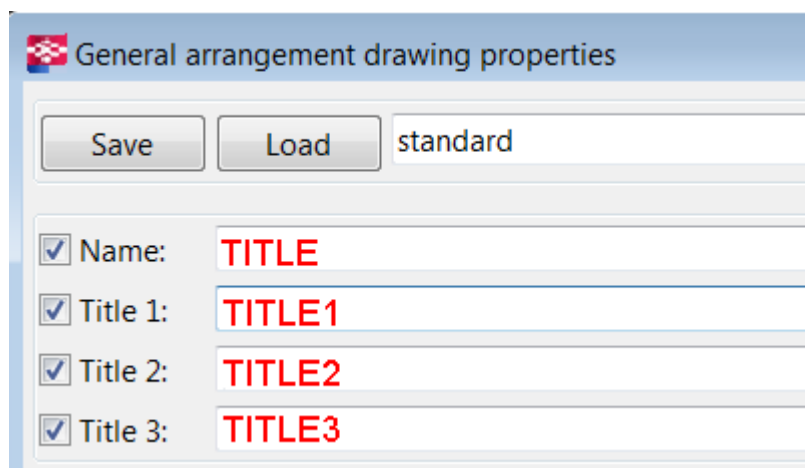 General arrangement drawing properties
Save Load standard
Name: TITLE
Title 1: TITLE1
Title 2: TITLE2
Title 3: TITLE3